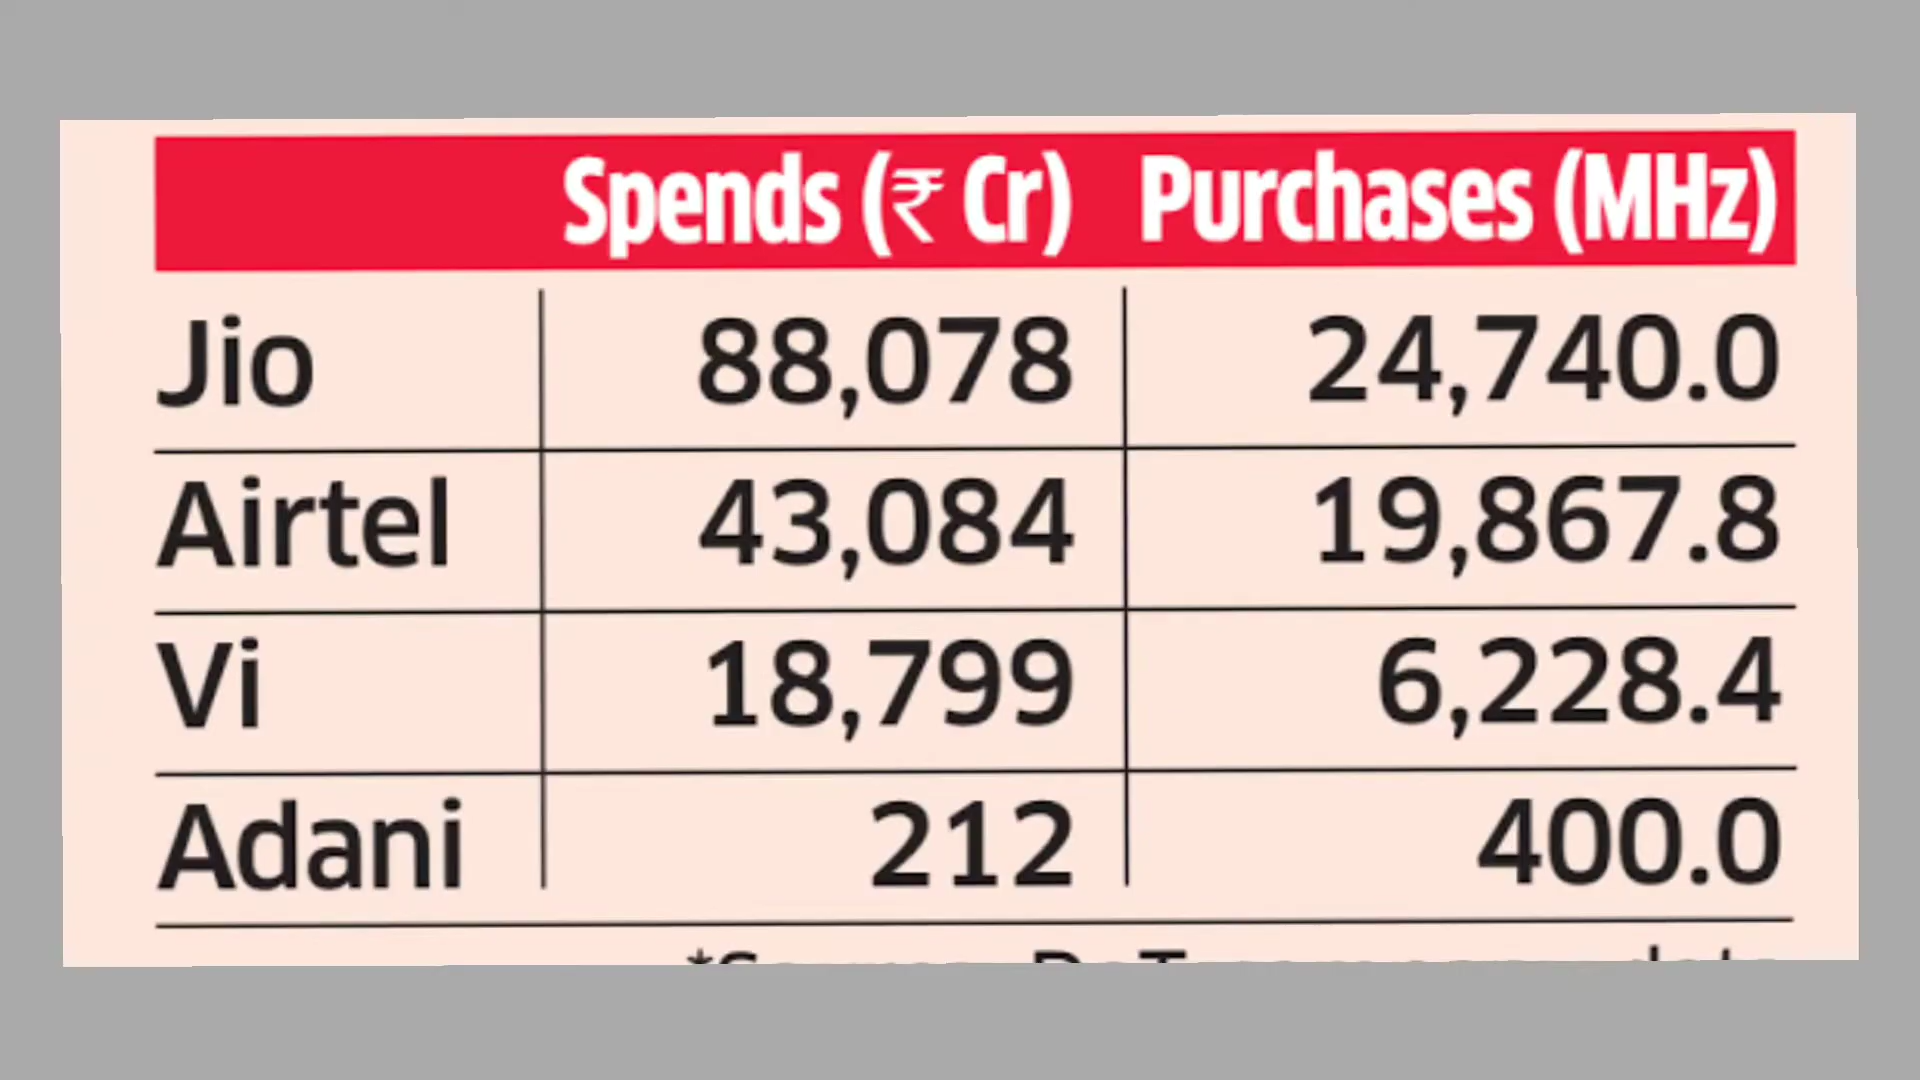 Spends (₹ Cr) Purchases (MHz)
Jio 88,078 24,740.0
Airtel 43,084 19,867.8
Vi 18,799 6,228.4
Adani 212 400.0